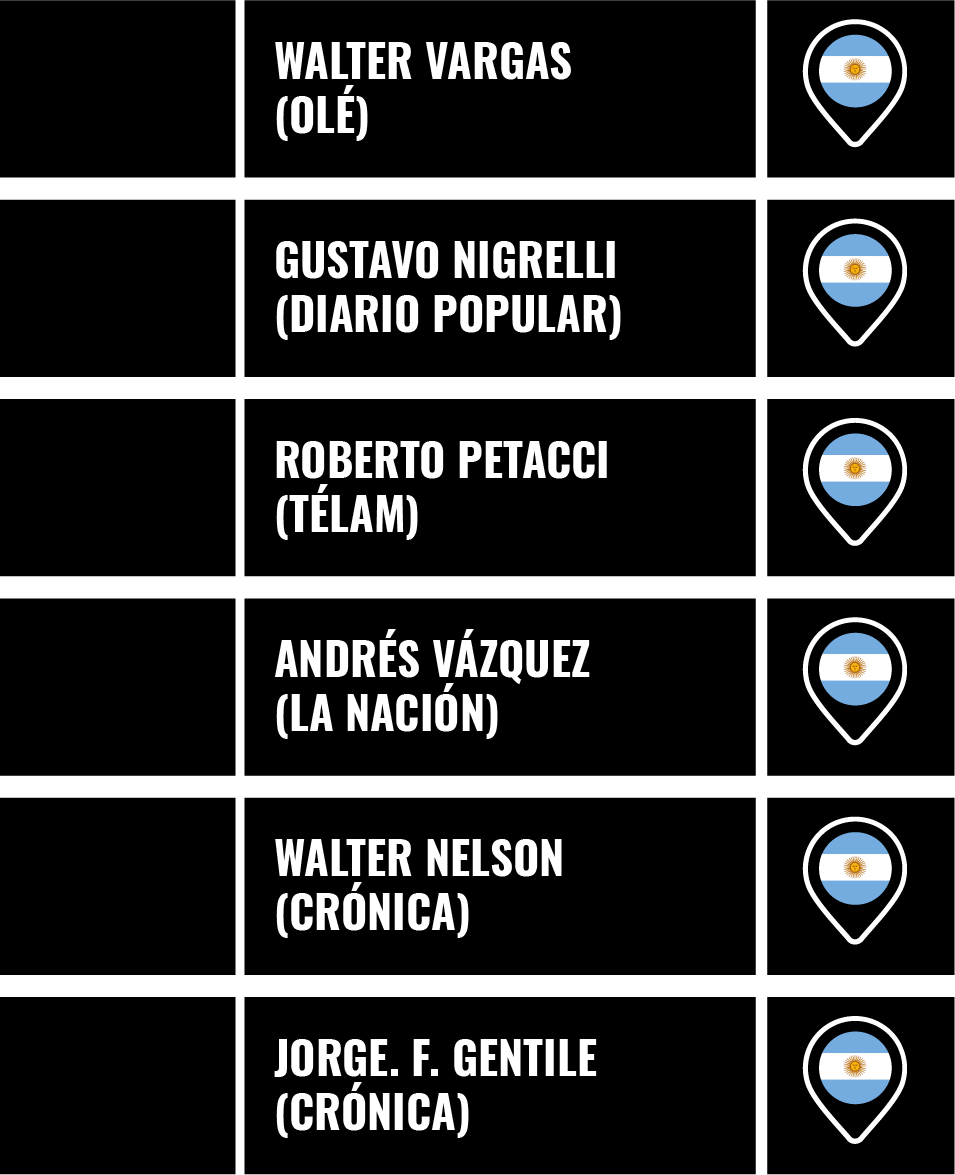 WALTER VARGAS
(OLÉ)
GUSTAVO NIGRELLI
(DIARIO POPULAR)
ROBERTO PETACCI
(TÉLAM)
ANDRÉS VÁZQUEZ
(LA NACIÓN)
WALTER NELSON
(CRÓNICA)
JORGE. F. GENTILE
(CRÓNICA)